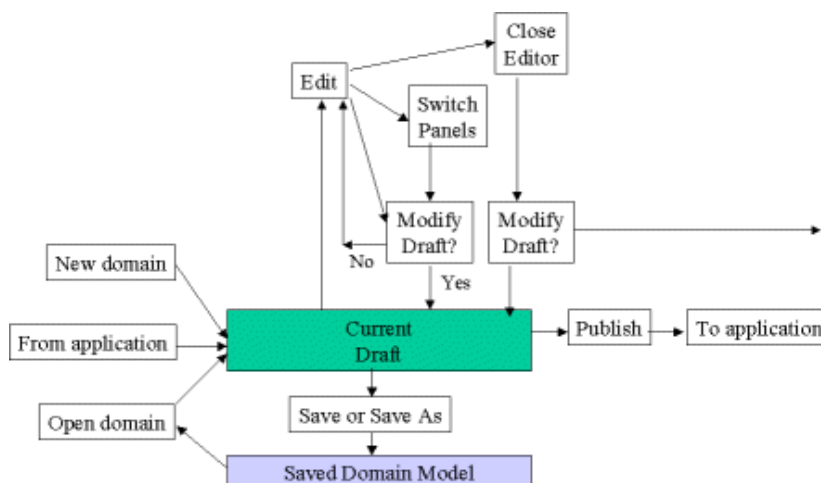 Close
Editor
Edit
Switch
Panels
Modify
Draft?
Modify
Draft?
No
Yes
New domain
Current
Draft
Publish
To application
From application
Open domain
Save or Save As
Saved Domain Model